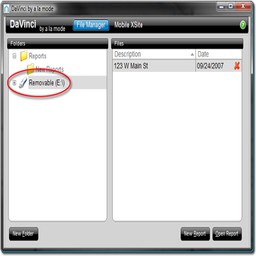 DaVinci by a la mode
DaVinci by a la mode File Manager Mobile XSite
Folders
Files
Reports
New Reports
Removable (E:\)
Description Date
123 W Main St 09/24/2007
New Folder
New Report Open Report